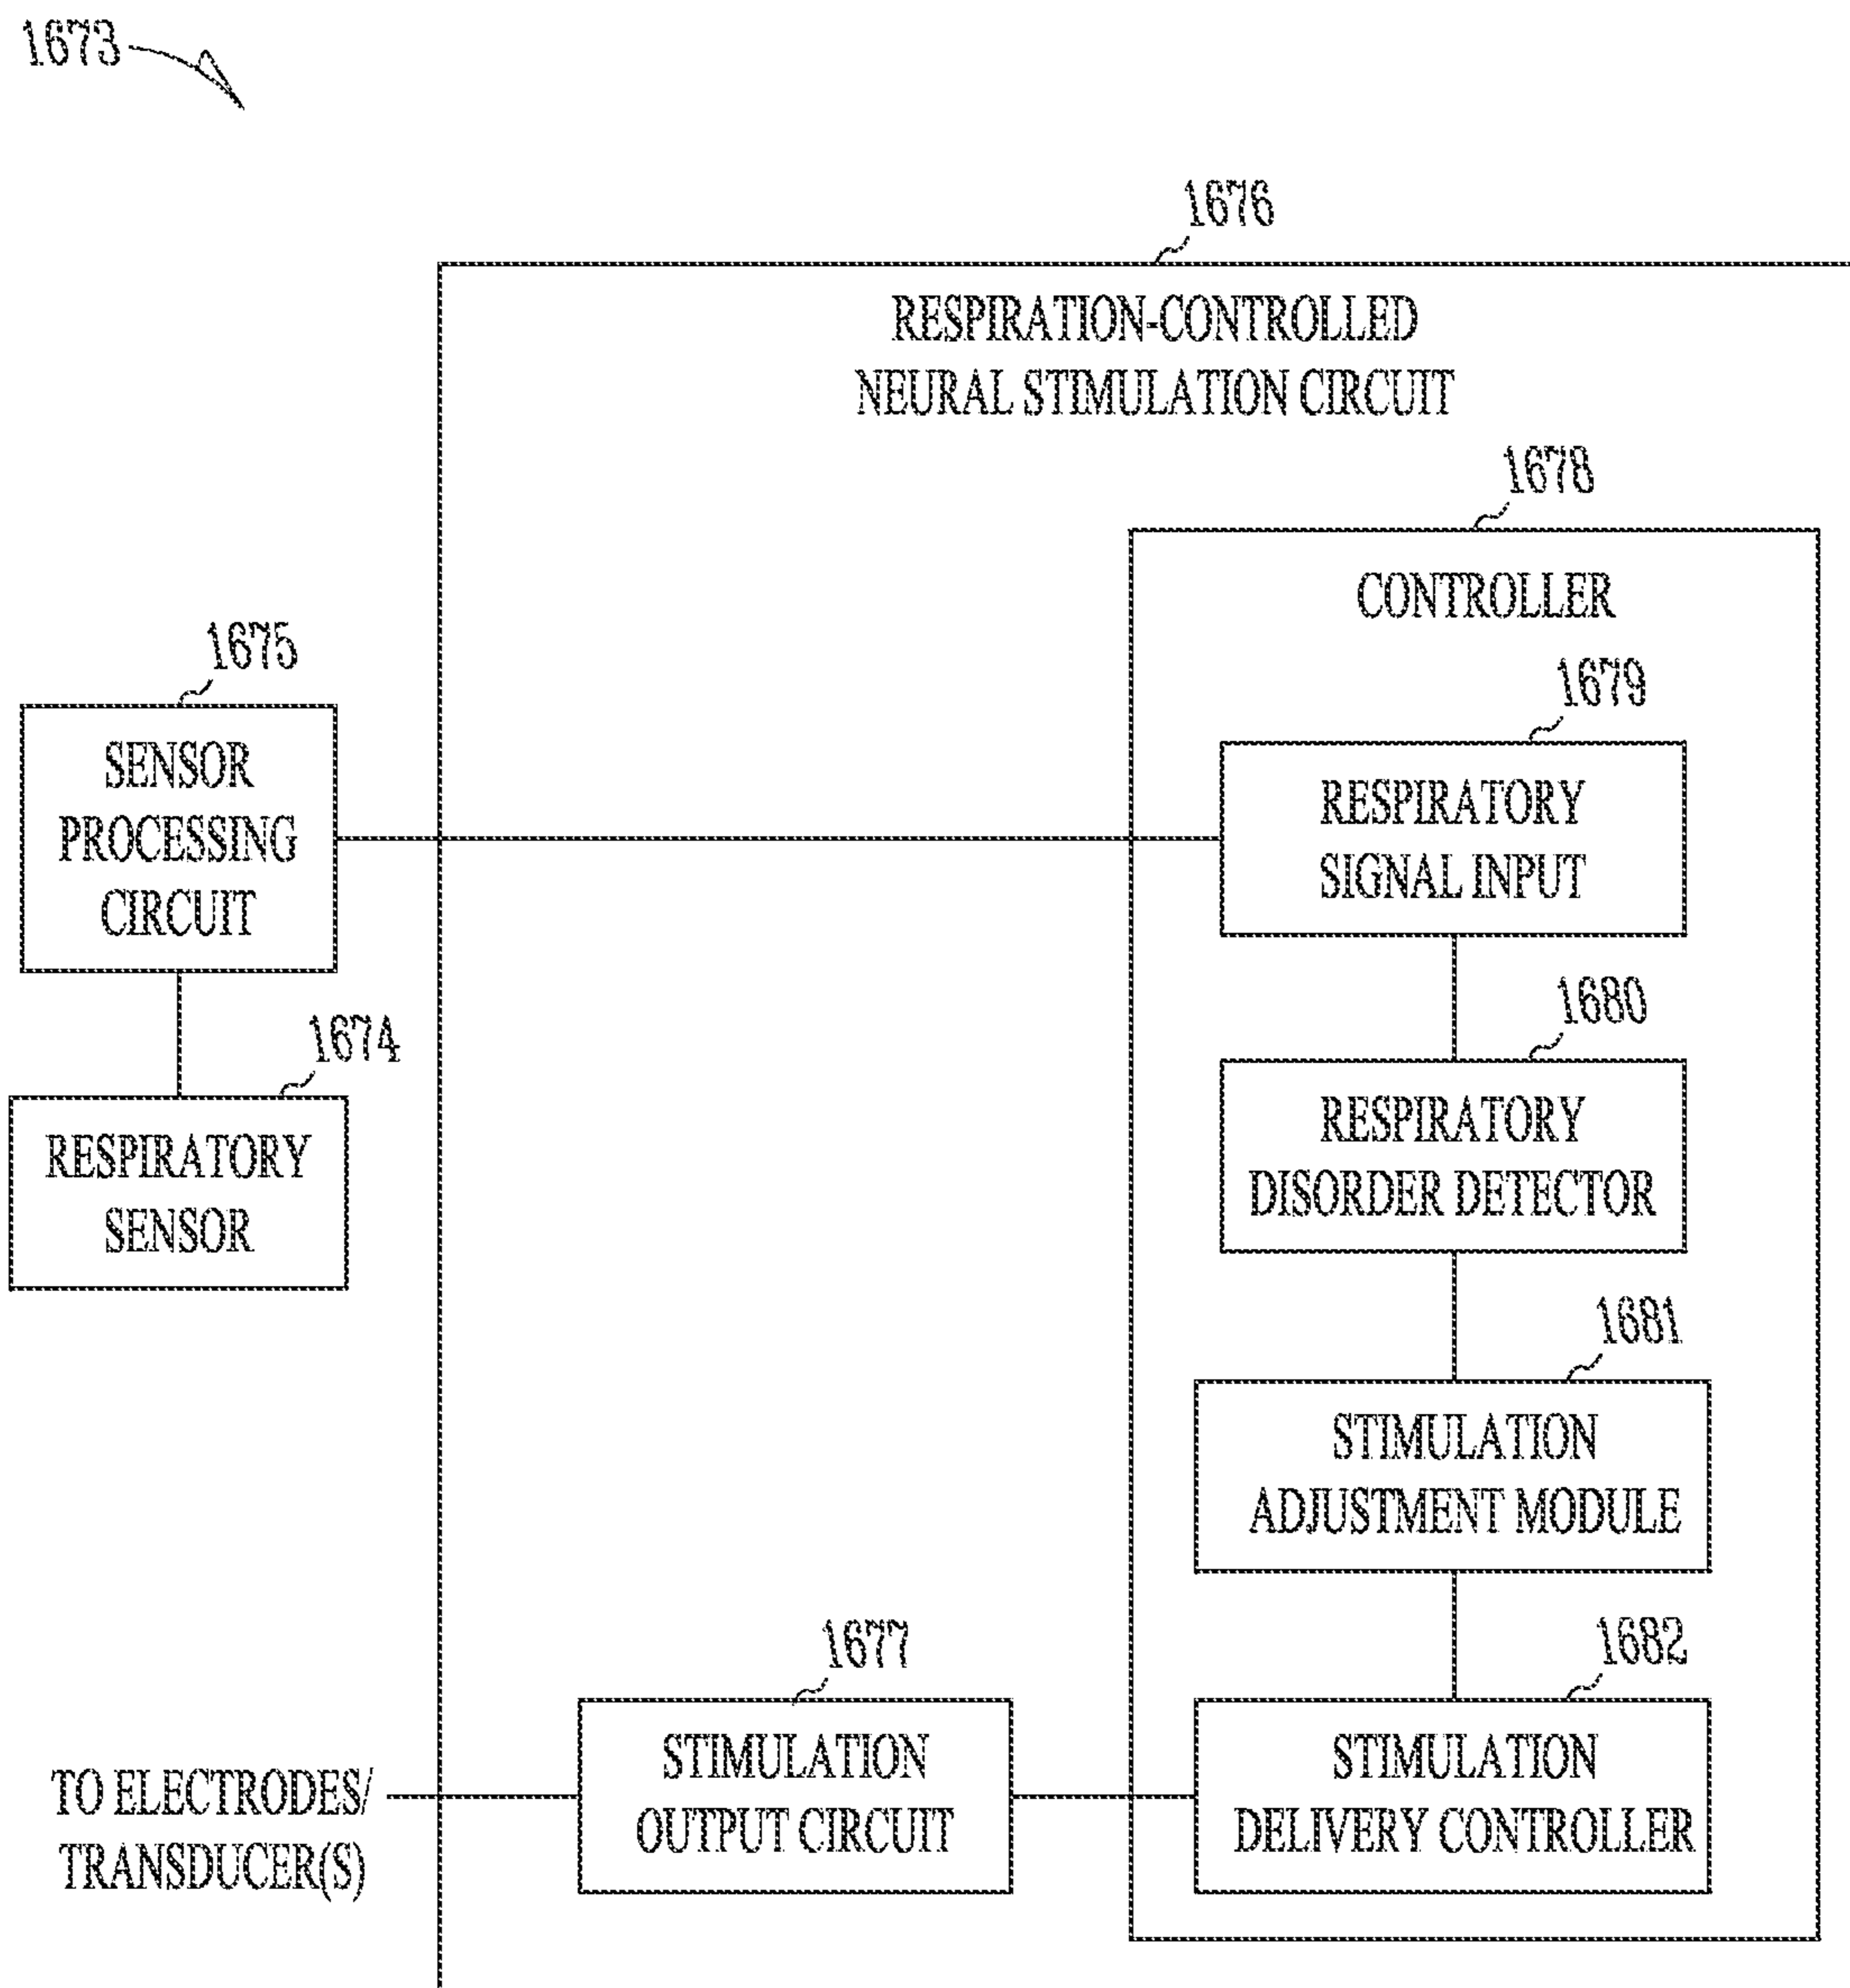 1673
1676
RESPIRATION-CONTROLLED
NEURAL STIMULATION CIRCUIT
1678
CONTROLLER
1675
SENSOR
PROCESSING
CIRCUIT
1679
RESPIRATORY
SIGNAL INPUT
1674
RESPIRATORY
SENSOR
1680
RESPIRATORY
DISORDER DETECTOR
1681
STIMULATION
ADJUSTMENT MODULE
1677
STIMULATION
OUTPUT CIRCUIT
1682
STIMULATION
DELIVERY CONTROLLER
TO ELECTRODES/
TRANSDUCER(S)